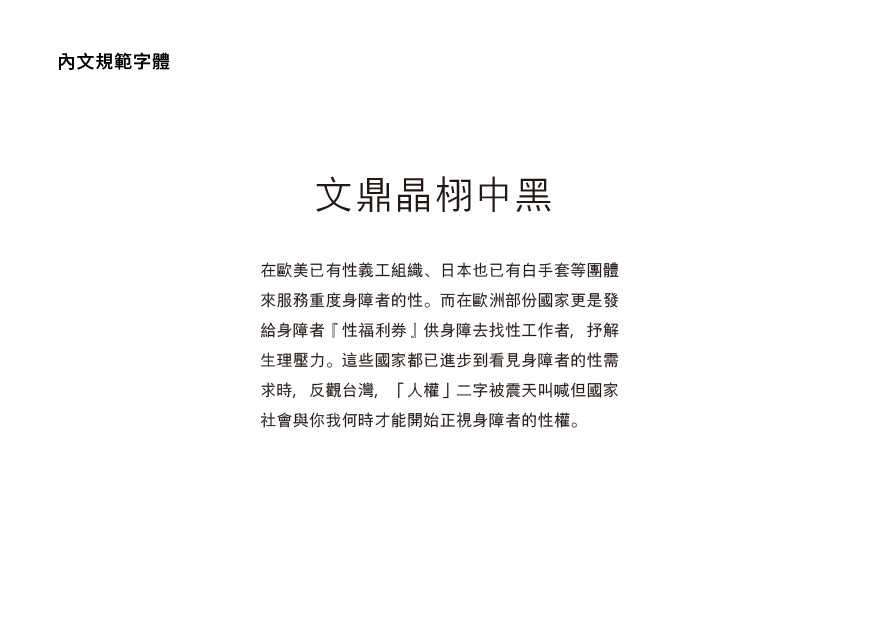 內文規範字體
文鼎晶栩中黑
在歐美已有性義工組織、日本也已有白手套等團體
來服務重度身障者的性。而在歐洲部份國家更是發
給身障者『性福利券』供身障去找性工作者，抒解
生理壓力。這些國家都已進步到看見身障者的性需
求時，反觀台灣，「人權」二字被震天叫喊但國家
社會與你我何時才能開始正視身障者的性權。